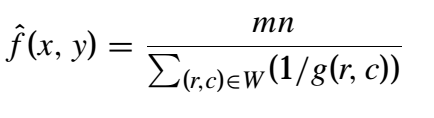 f̂(x, y) = mn / ∑(r,c)∈W(1/g(r, c))